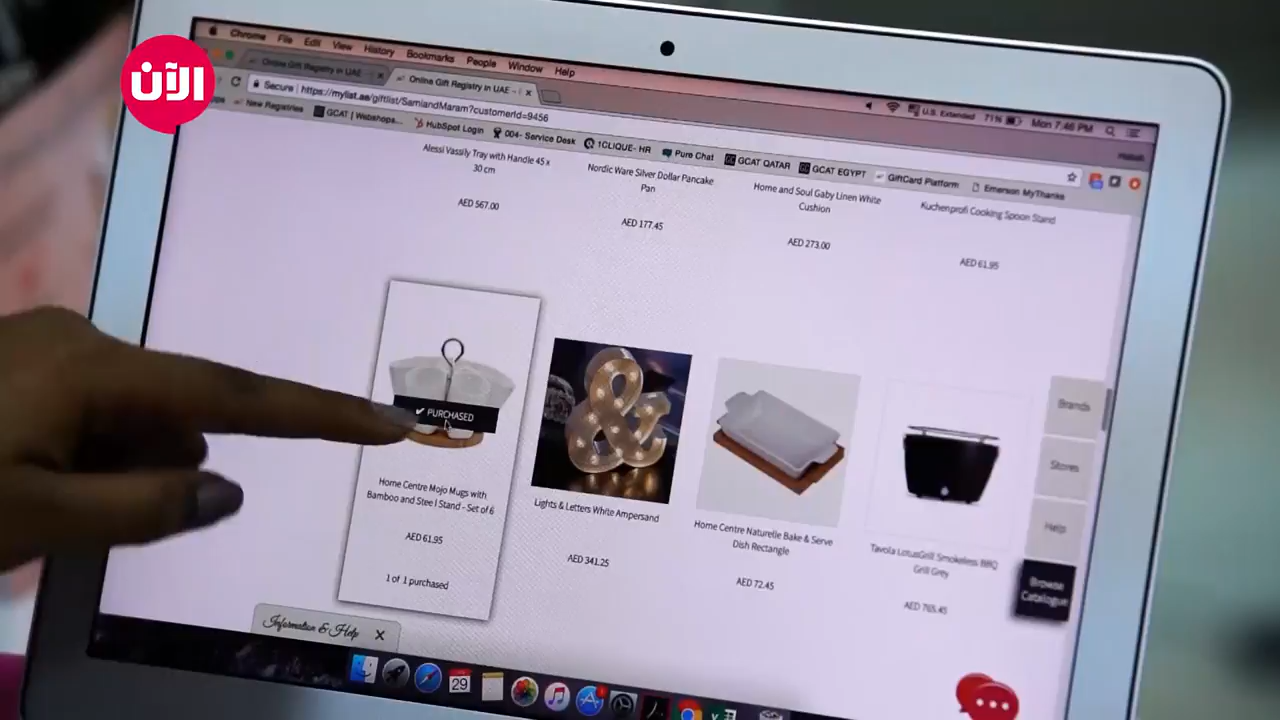 الآن
Chrome File Edit View History Bookmarks People Window Help
U.S. Extended 71% Mon 7:46 PM
Online Gift Registry in UAE
Online Gift Registry in UAE -
Secure | https://mylist.ae/giftlist/SamiandMaram?customerId=9456
New Registries GCAT | Webshops... HubSpot Login 004- Service Desk 1CLIQUE- HR Pure Chat GCAT QATAR GCAT EGYPT GiftCard Platform Emerson MyThanks
Alessi Vassily Tray with Handle 45 x
30 cm
AED 567.00
Nordic Ware Silver Dollar Pancake
Pan
AED 177.45
Home and Soul Gaby Linen White
Cushion
AED 273.00
Kuchenprofi Cooking Spoon Stand
AED 61.95
✔ PURCHASED
Home Centre Mojo Mugs with
Bamboo and Stee l Stand - Set of 6
AED 61.95
1 of 1 purchased
&
Lights & Letters White Ampersand
AED 341.25
Home Centre Naturelle Bake & Serve
Dish Rectangle
AED 72.45
Tavola LotusGrill Smokeless BBQ
Grill Grey
AED 765.45
Brands
Stores
Help
Browse
Catalogue
Information & Help X
29